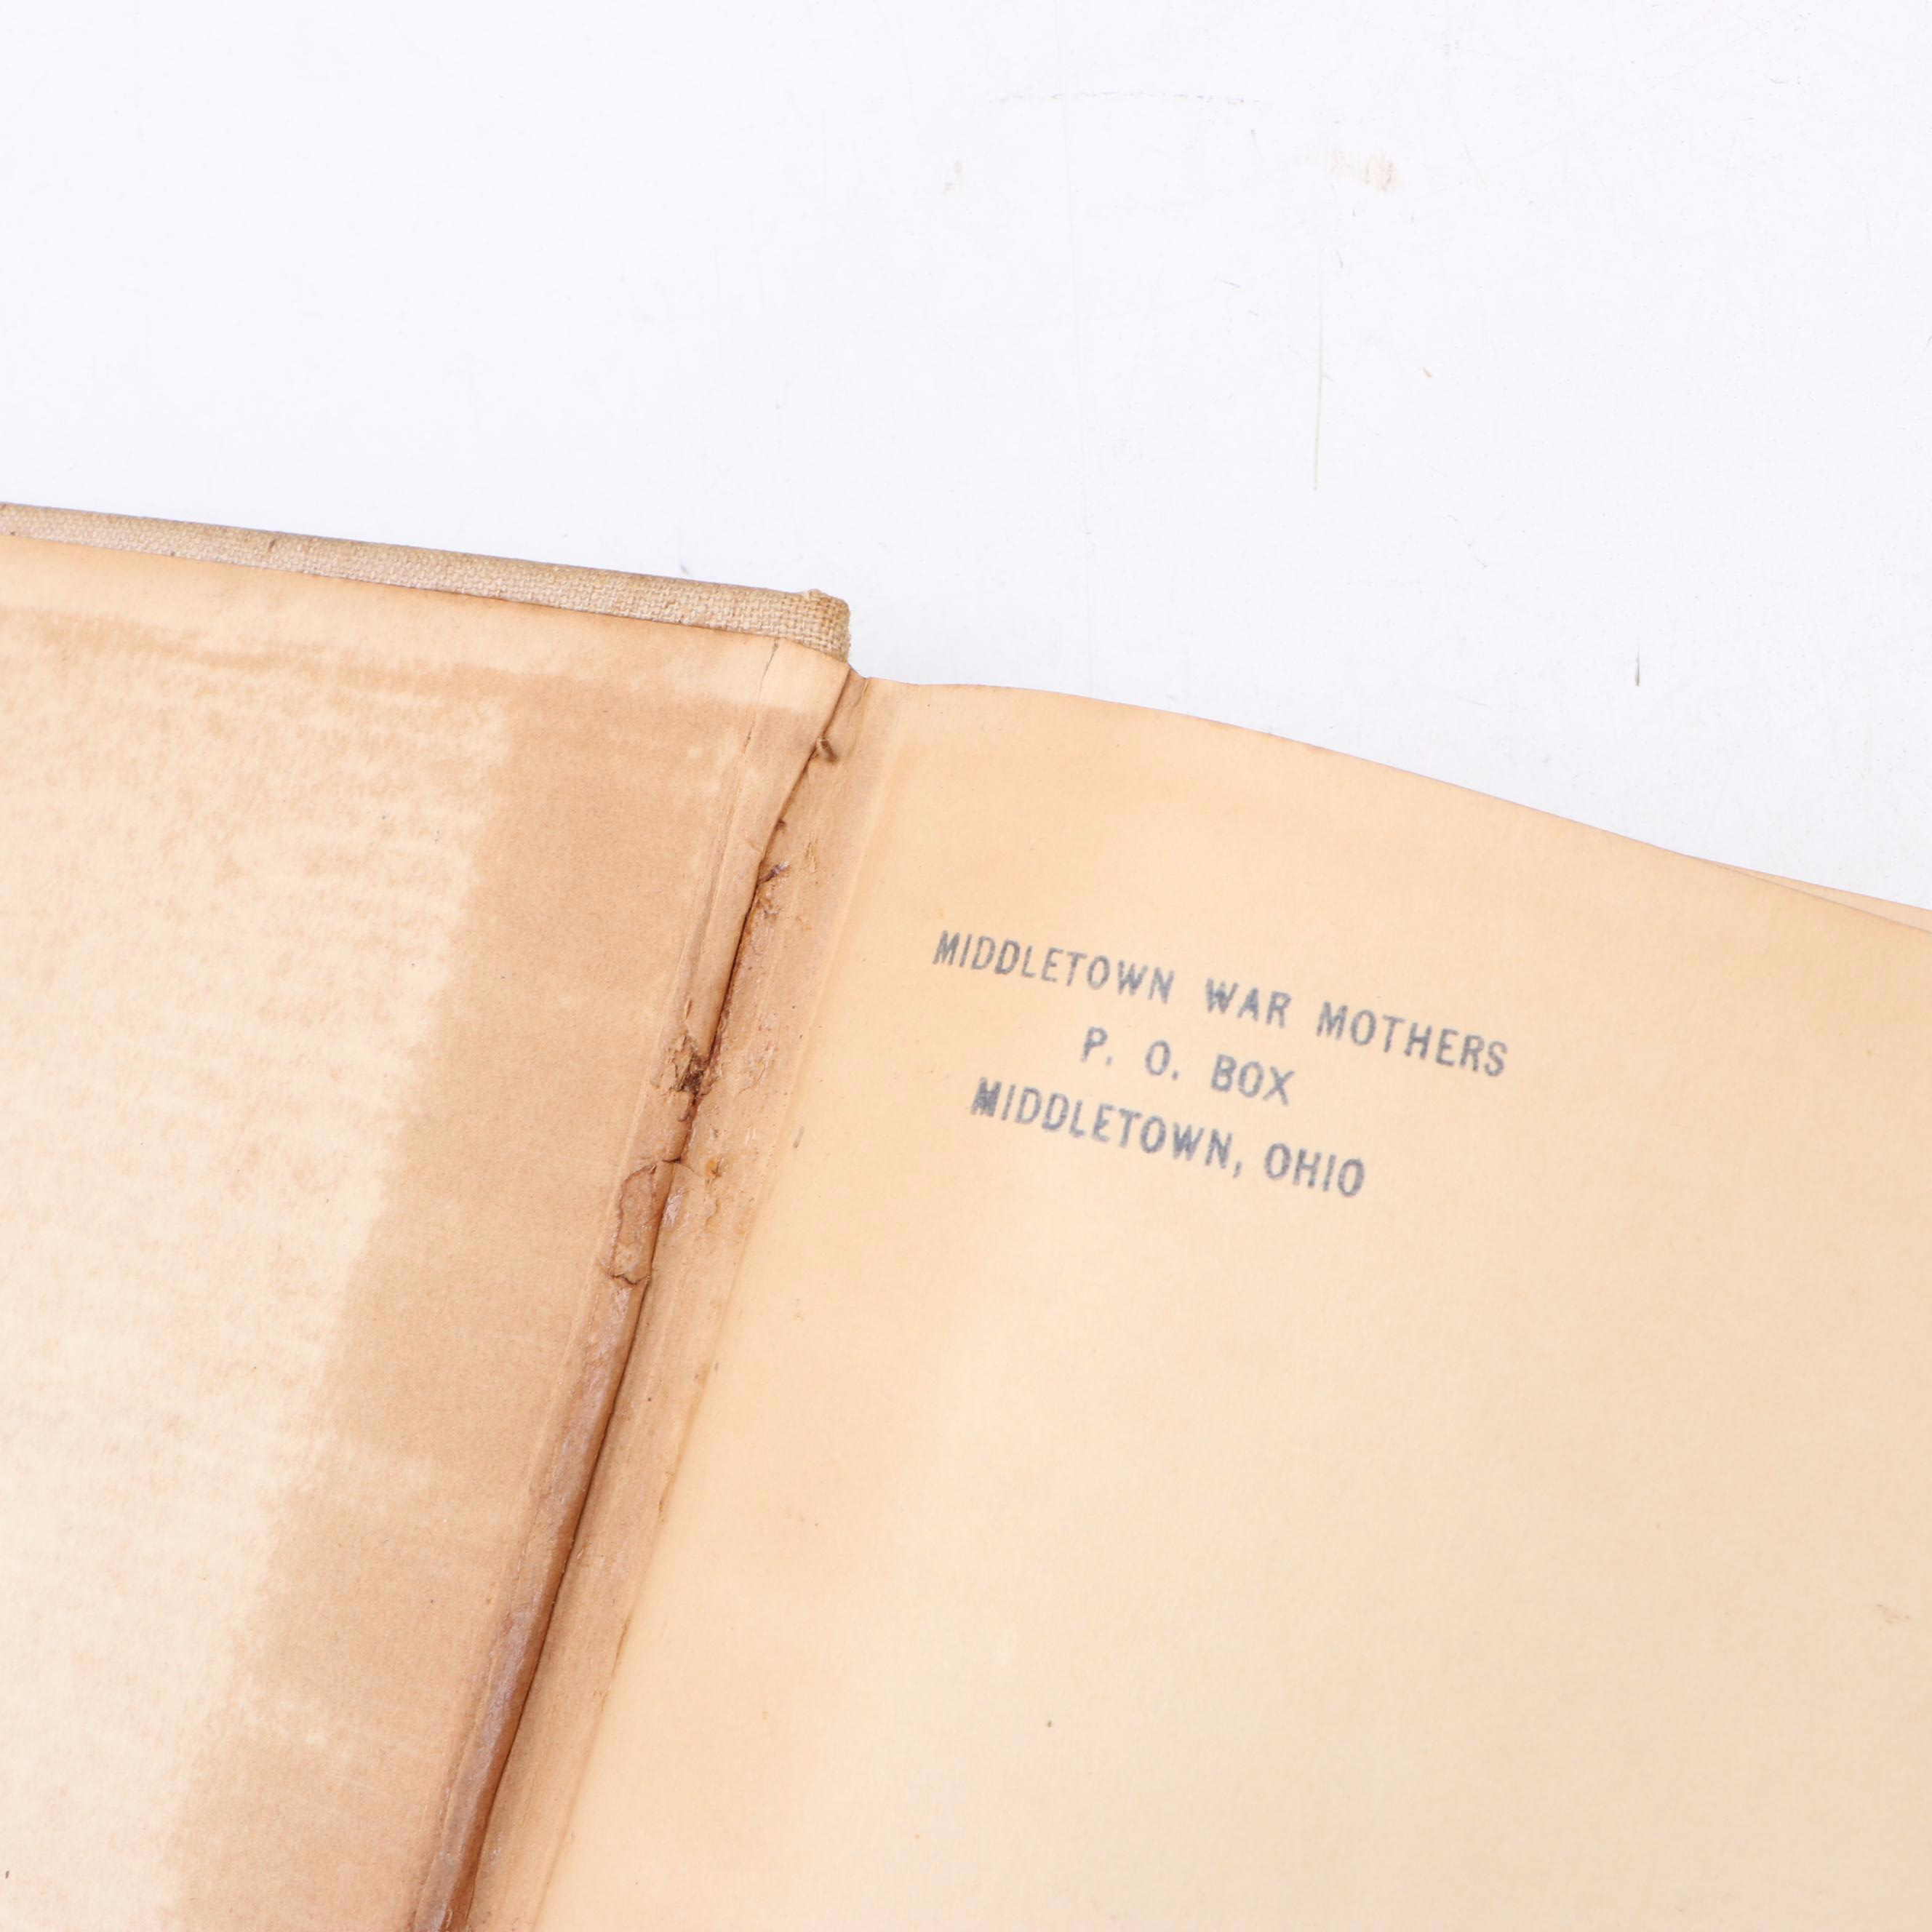 MIDDLETOWN WAR MOTHERS
P. O. BOX
MIDDLETOWN, OHIO